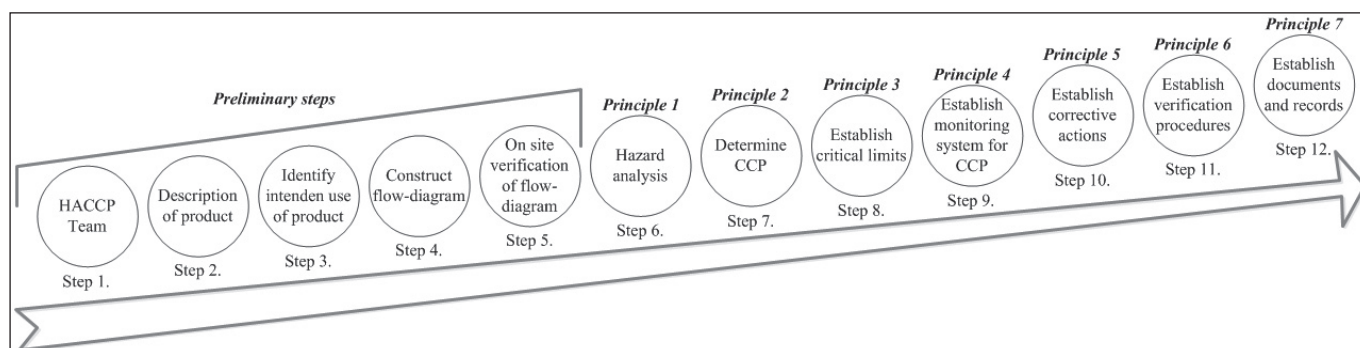 Preliminary steps
HACCP
Team
Step 1.
Description
of product
Step 2.
Identify
intenden use
of product
Step 3.
Construct
flow-diagram
Step 4.
On site
verification
of flow-
diagram
Step 5.
Principle 1
Hazard
analysis
Step 6.
Principle 2
Determine
CCP
Step 7.
Principle 3
Establish
critical limits
Step 8.
Principle 4
Establish
monitoring
system for
CCP
Step 9.
Principle 5
Establish
corrective
actions
Step 10.
Principle 6
Establish
verification
procedures
Step 11.
Principle 7
Establish
documents
and records
Step 12.